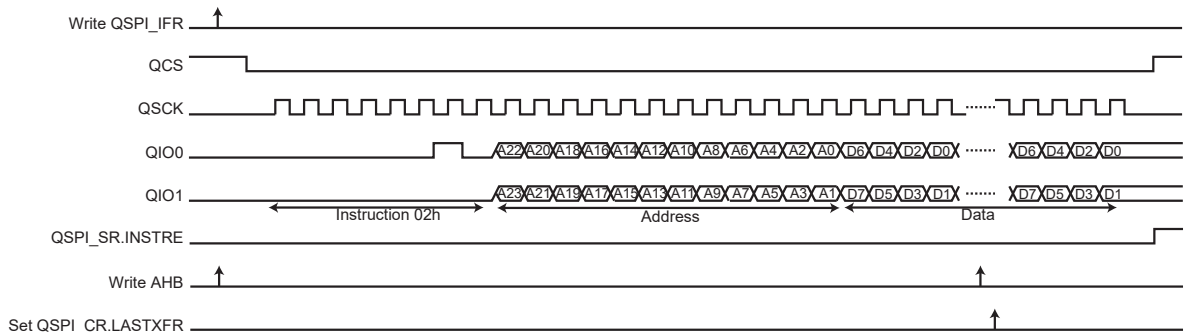 Write QSPI_IFR
QCS
QSCK
QIO0 A22 A20 A18 A16 A14 A12 A10 A8 A6 A4 A2 A0 D6 D4 D2 D0 D6 D4 D2 D0
QIO1 A23 A21 A19 A17 A15 A13 A11 A9 A7 A5 A3 A1 D7 D5 D3 D1 D7 D5 D3 D1
Instruction 02h Address Data
QSPI_SR.INSTRE
Write AHB
Set QSPI_CR.LASTXFR